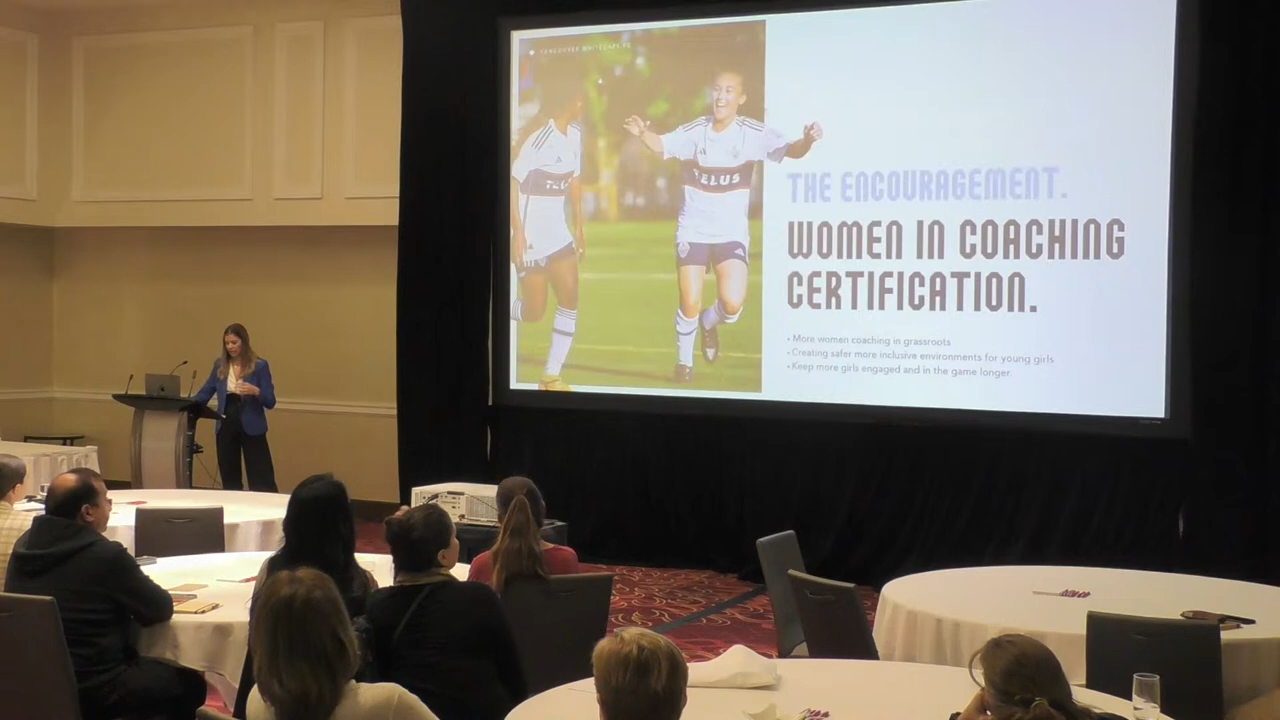 VANCOUVER WHITECAPS FC
TELUS
TELUS
THE ENCOURAGEMENT.
WOMEN IN COACHING
CERTIFICATION.
• More women coaching in grassroots
• Creating safer more inclusive environments for young girls
• Keep more girls engaged and in the game longer.